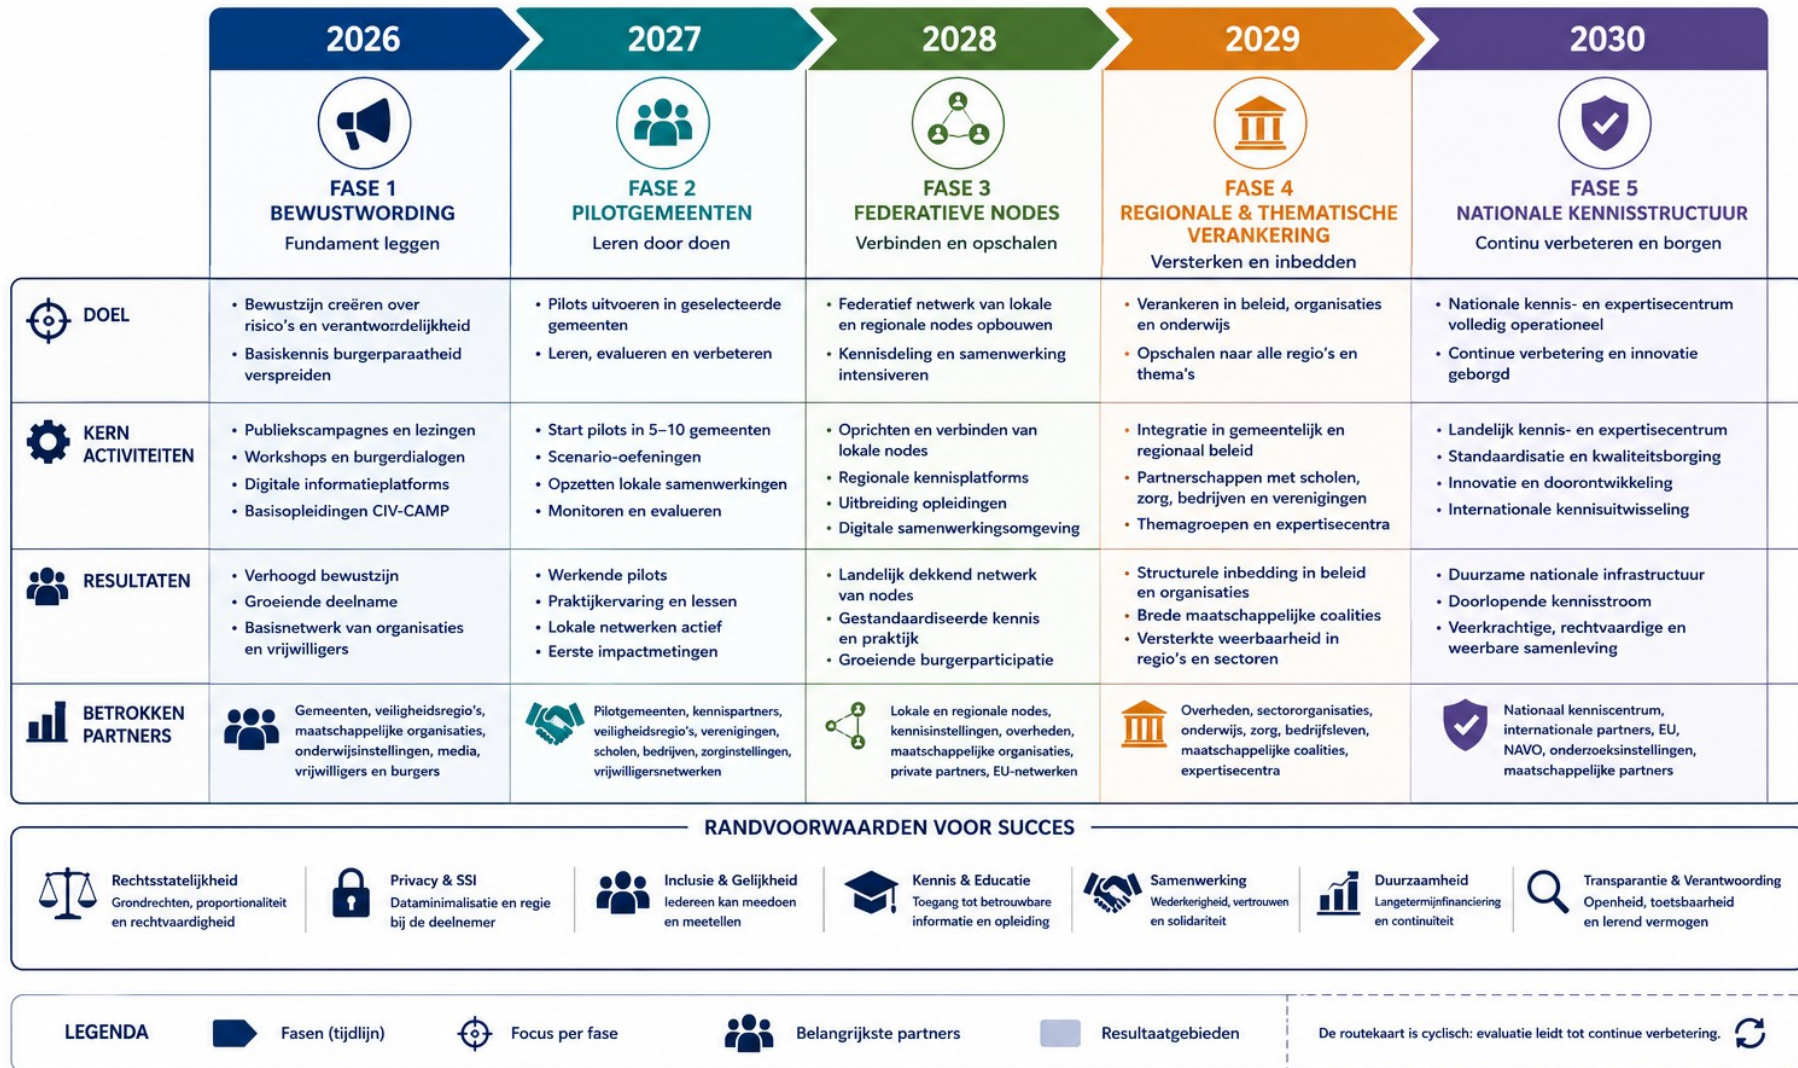 2026
2027
2028
2029
2030
FASE 1
BEWUSTWORDING
Fundament leggen
FASE 2
PILOTGEMEENTEN
Leren door doen
FASE 3
FEDERATIEVE NODES
Verbinden en opschalen
FASE 4
REGIONALE & THEMATISCHE
VERANKERING
Versterken en inbedden
FASE 5
NATIONALE KENNISSTRUCTUUR
Continu verbeteren en borgen
DOEL
• Bewustzijn creëren over
risico's en verantwoordelijkheid
• Basiskennis burgerparaatheid
verspreiden
• Pilots uitvoeren in geselecteerde
gemeenten
• Leren, evalueren en verbeteren
• Federatief netwerk van lokale
en regionale nodes opbouwen
• Kennisdeling en samenwerking
intensiveren
• Verankeren in beleid, organisaties
en onderwijs
• Opschalen naar alle regio's en
thema's
• Nationale kennis- en expertisecentrum
volledig operationeel
• Continue verbetering en innovatie
geborgd
KERN
ACTIVITEITEN
• Publiekscampagnes en lezingen
• Workshops en burgerdialogen
• Digitale informatieplatforms
• Basisopleidingen CIV-CAMP
• Start pilots in 5–10 gemeenten
• Scenario-oefeningen
• Opzetten lokale samenwerkingen
• Monitoren en evalueren
• Oprichten en verbinden van
lokale nodes
• Regionale kennisplatforms
• Uitbreiding opleidingen
• Digitale samenwerkingsomgeving
• Integratie in gemeentelijk en
regionaal beleid
• Partnerschappen met scholen,
zorg, bedrijven en verenigingen
• Themagroepen en expertisecentra
• Landelijk kennis- en expertisecentrum
• Standaardisatie en kwaliteitsborging
• Innovatie en doorontwikkeling
• Internationale kennisuitwisseling
RESULTATEN
• Verhoogd bewustzijn
• Groeiende deelname
• Basisnetwerk van organisaties
en vrijwilligers
• Werkende pilots
• Praktijkervaring en lessen
• Lokale netwerken actief
• Eerste impactmetingen
• Landelijk dekkend netwerk
van nodes
• Gestandaardiseerde kennis
en praktijk
• Groeiende burgerparticipatie
• Structurele inbedding in beleid
en organisaties
• Brede maatschappelijke coalities
• Versterkte weerbaarheid in
regio's en sectoren
• Duurzame nationale infrastructuur
• Doorlopende kennisstroom
• Veerkrachtige, rechtvaardige en
weerbare samenleving
BETROKKEN
PARTNERS
Gemeenten, veiligheidsregio's,
maatschappelijke organisaties,
onderwijsinstellingen, media,
vrijwilligers en burgers
Pilotgemeenten, kennispartners,
veiligheidsregio's, verenigingen,
scholen, bedrijven, zorginstellingen,
vrijwilligersnetwerken
Lokale en regionale nodes,
kennisinstellingen, overheden,
maatschappelijke organisaties,
private partners, EU-netwerken
Overheden, sectororganisaties,
onderwijs, zorg, bedrijfsleven,
maatschappelijke coalities,
expertisecentra
Nationaal kenniscentrum,
internationale partners, EU,
NAVO, onderzoeksinstellingen,
maatschappelijke partners
RANDVOORWAARDEN VOOR SUCCES
Rechtsstatelijkheid
Grondrechten, proportionaliteit
en rechtvaardigheid
Privacy & SSI
Dataminimalisatie en regie
bij de deelnemer
Inclusie & Gelijkheid
Iedereen kan meedoen
en meetellen
Kennis & Educatie
Toegang tot betrouwbare
informatie en opleiding
Samenwerking
Wederkerigheid, vertrouwen
en solidariteit
Duurzaamheid
Langetermijnfinanciering
en continuïteit
Transparantie & Verantwoording
Openheid, toetsbaarheid
en lerend vermogen
LEGENDA
Fasen (tijdlijn)
Focus per fase
Belangrijkste partners
Resultaatgebieden
De routekaart is cyclisch: evaluatie leidt tot continue verbetering.